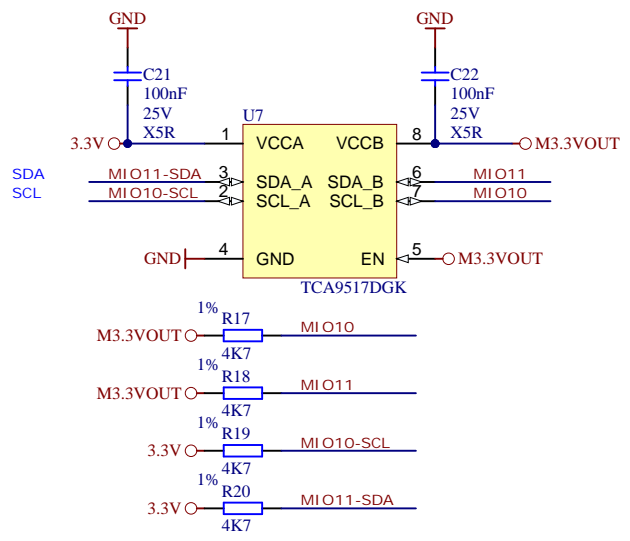 GND
GND
C21
100nF
25V
X5R
C22
100nF
25V
X5R
U7
3.3V
1
VCCA
VCCB
8
M3.3VOUT
SDA
MIO11-SDA
3
SDA_A
SDA_B
6
MIO11
SCL
MIO10-SCL
2
SCL_A
SCL_B
7
MIO10
GND
4
GND
EN
5
M3.3VOUT
TCA9517DGK
1%
R17
M3.3VOUT
MIO10
4K7
1%
R18
M3.3VOUT
MIO11
4K7
1%
R19
3.3V
MIO10-SCL
4K7
1%
R20
3.3V
MIO11-SDA
4K7